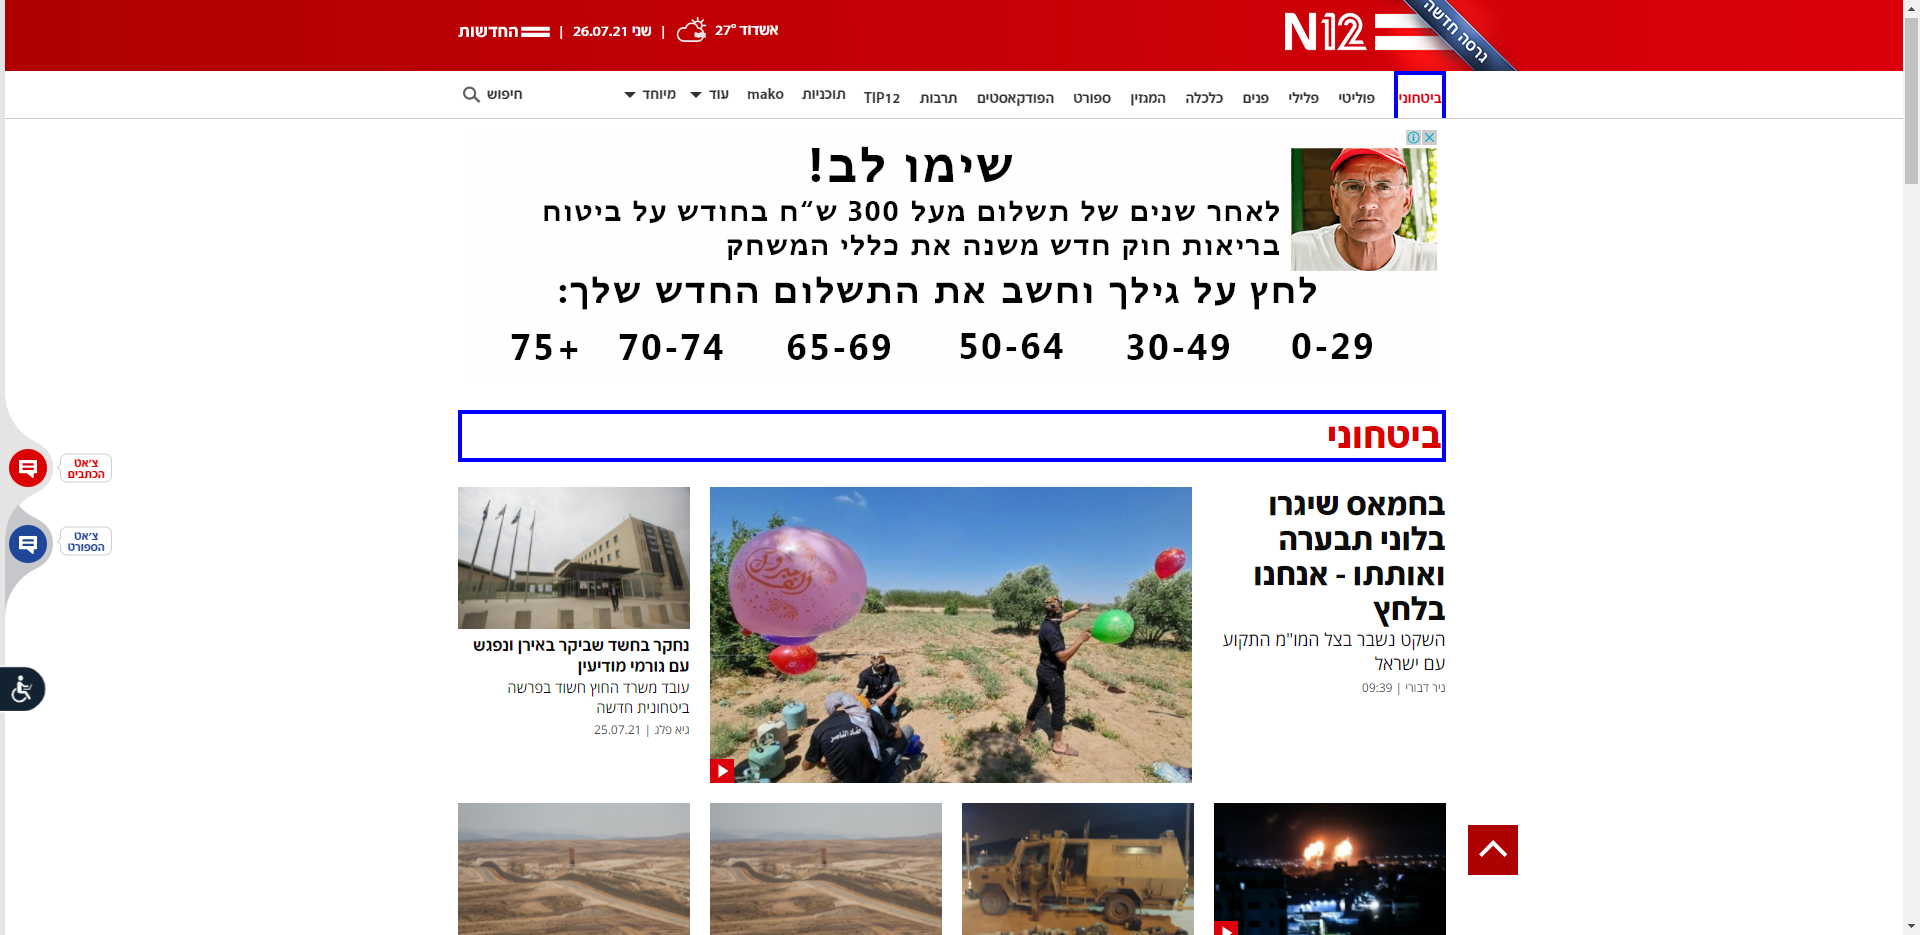 גרסה חדשה
N12
אשדוד 27° | שני 26.07.21 | החדשות
ביטחוני פוליטי פלילי פנים כלכלה המגזין ספורט הפודקאסטים תרבות TIP12 תוכניות mako עוד מיוחד חיפוש
שימו לב!
לאחר שנים של תשלום מעל 300 ש“ח בחודש על ביטוח
בריאות חוק חדש משנה את כללי המשחק
לחץ על גילך וחשב את התשלום החדש שלך:
0-29 30-49 50-64 65-69 70-74 75+
ביטחוני
בחמאס שיגרו
בלוני תבערה
ואותתו - אנחנו
בלחץ
השקט נשבר בצל המו"מ התקוע
עם ישראל
ניר דבורי | 09:39
נחקר בחשד שביקר באירן ונפגש
עם גורמי מודיעין
עובד משרד החוץ חשוד בפרשה
ביטחונית חדשה
גיא פלג | 25.07.21
צ׳אט
הכתבים
צ׳אט
הספורט